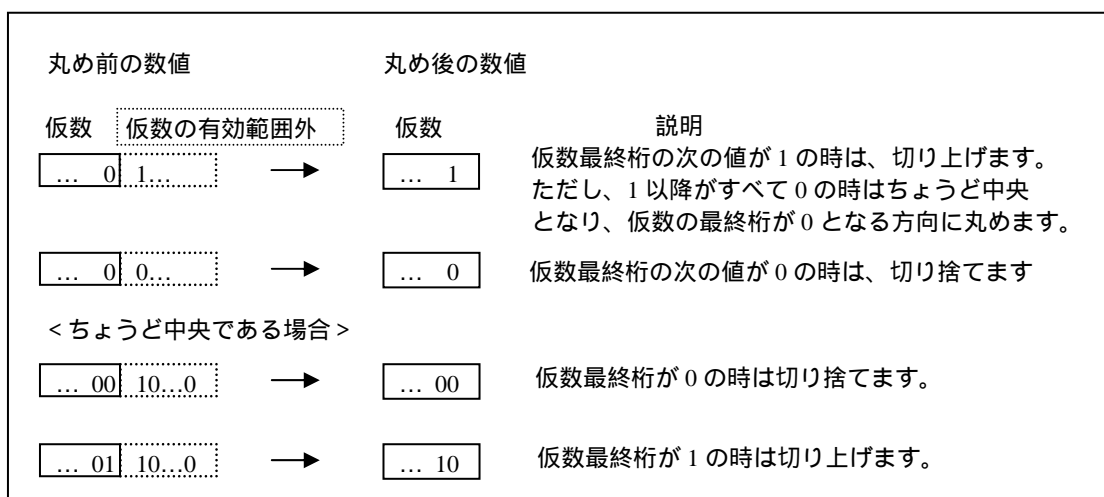 丸め前の数値 丸め後の数値
仮数 仮数の有効範囲外 仮数 説明
… 0 1… … 1 仮数最終桁の次の値が 1 の時は、切り上げます。
ただし、1 以降がすべて 0 の時はちょうど中央
となり、仮数の最終桁が 0 となる方向に丸めます。
… 0 0… … 0 仮数最終桁の次の値が 0 の時は、切り捨てます
<ちょうど中央である場合>
… 00 10…0 … 00 仮数最終桁が 0 の時は切り捨てます。
… 01 10…0 … 10 仮数最終桁が 1 の時は切り上げます。